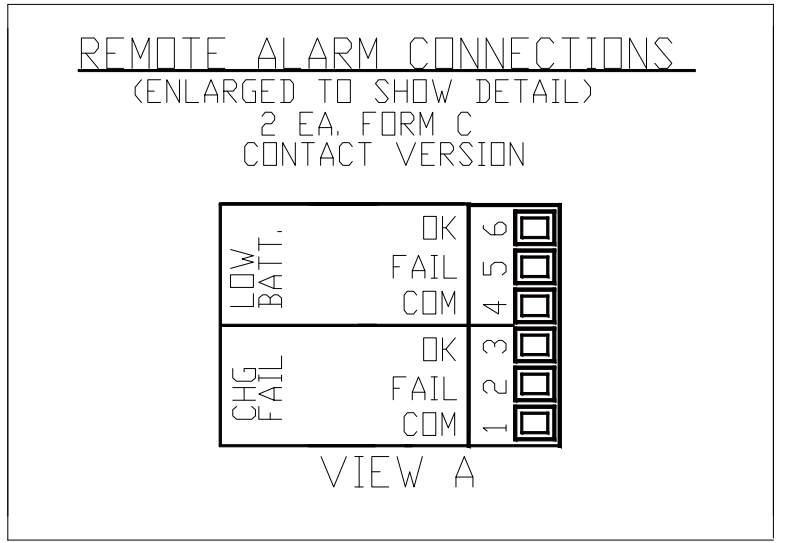 REMOTE ALARM CONNECTIONS
(ENLARGED TO SHOW DETAIL)
2 EA. FORM C
CONTACT VERSION
LOW
BATT.
OK 6
FAIL 5
COM 4
CHG
FAIL
OK 3
FAIL 2
COM 1
VIEW A